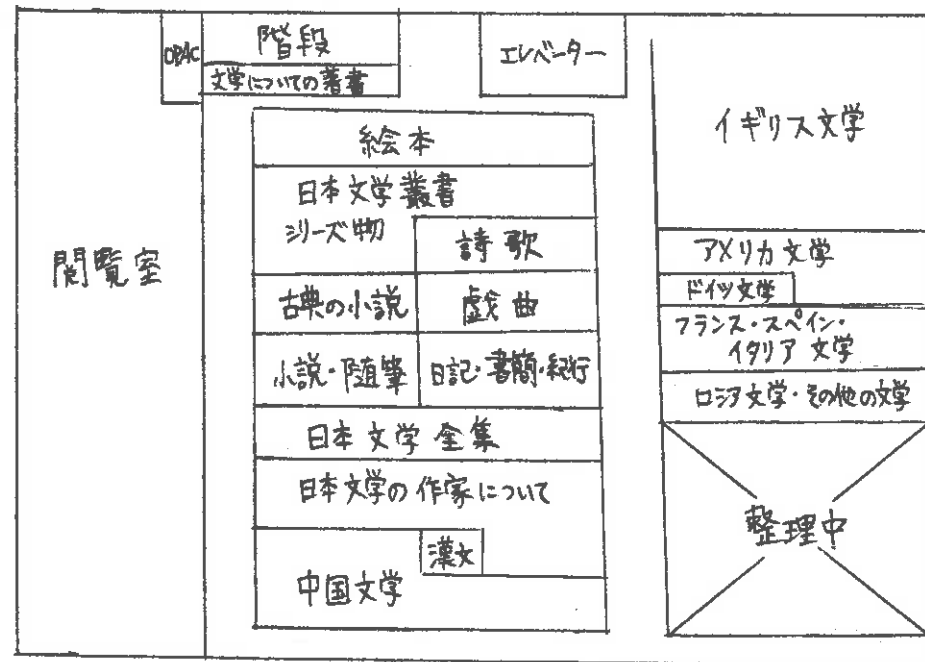 OPAC
階段
文学についての著書
エレベーター
閲覧室
絵本
日本文学叢書
シリーズ物
詩歌
古典の小説
戯曲
小説・随筆
日記・書簡・紀行
日本文学全集
日本文学の作家について
漢文
中国文学
イギリス文学
アメリカ文学
ドイツ文学
フランス・スペイン・
イタリア文学
ロシア文学・その他の文学
整理中